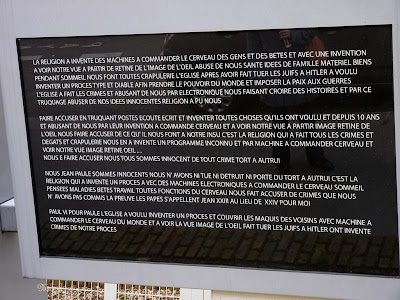 LA RELIGION A INVENTE DES MACHINES A COMMANDER LE CERVEAU DES GENS ET DES BETES ET AVEC UNE INVENTION
A VOIR NOTRE VUE A PARTIR DE RETINE DE L'IMAGE DE L'OEIL ABUSE DE NOUS SANTE IDEES DE FAMILLE MATERIEL BIENS
PENDANT SOMMEIL NOUS FONT TOUTES CRAPULERIE L'EGLISE APRES AVOIR FAIT TUER LES JUIFS A HITLER A VOULU
INVENTER UN PROCES TYPE ET DIABLE AFIN PRENDRE LE POUVOIR DU MONDE ET IMPOSER LA PAIX AUX GUERRES
L'EGLISE A FAIT LES CRIMES ET ABUSANT DE NOUS PAR ELECTRONIQUE NOUS FAISANT CROIRE DES HISTOIRES ET PAR CE
TRUQUAGE ABUSER DE NOS IDEES INNOCENTES RELIGION A PU NOUS
FAIRE ACCUSER EN TRUQUANT POSTES ECOUTE ECRIT ET INVENTER TOUTES CHOSES QU'ILS ONT VOULU ET DEPUIS 10 ANS
ET ABUSANT DE NOUS PAR LEUR INVENTION A COMMANDE CERVEAU ET A VOIR NOTRE VUE A PARTIR IMAGE RETINE DE
L'OEIL NOUS FAIRE ACCUSER DE CE QU'IL NOUS FONT A NOTRE INSU C'EST LA RELIGION QUI A FAIT TOUS LES CRIMES ET
DEGATS ET CRAPULERIE NOUS EN A INVENTE UN PROGRAMME INCONNU ET PAR MACHINE A COMMANDER CERVEAU ET
VOIR NOTRE VUE IMAGE RETINE OEIL ...
NOUS E FAIRE ACCUSER NOUS TOUS SOMMES INNOCENT DE TOUT CRIME TORT A AUTRUI
NOUS JEAN PAULE SOMMES INNOCENTS NOUS N' AVONS NI TUE NI DETRUIT NI PORTE DU TORT A AUTRUI C'EST LA
RELIGION QUI A INVENTE UN PROCES A VEC DES MACHINES ELECTRONIQUES A COMMANDER LE CERVEAU SOMMEIL
PENSEES MALADIES BETES TRAVAIL TOUTES FONCTIONS DU CERVEAU NOUS FAIT ACCUSER DE CRIMES QUE NOUS
N' AVONS PAS COMMIS LA PREUVE LES PAPES S'APPELLENT JEAN XXIII AU LIEU DE XXIV POUR MOI
PAUL VI POUR PAULE L'EGLISE A VOULU INVENTER UN PROCES ET COUVRIR LES MAQUIS DES VOISINS AVEC MACHINE A
COMMANDER LE CERVEAU DU MONDE ET A VOIR LA VUE IMAGE DE L'OEIL FAIT TUER LES JUIFS A HITLER ONT INVENTE
CRIMES DE NOTRE PROCES